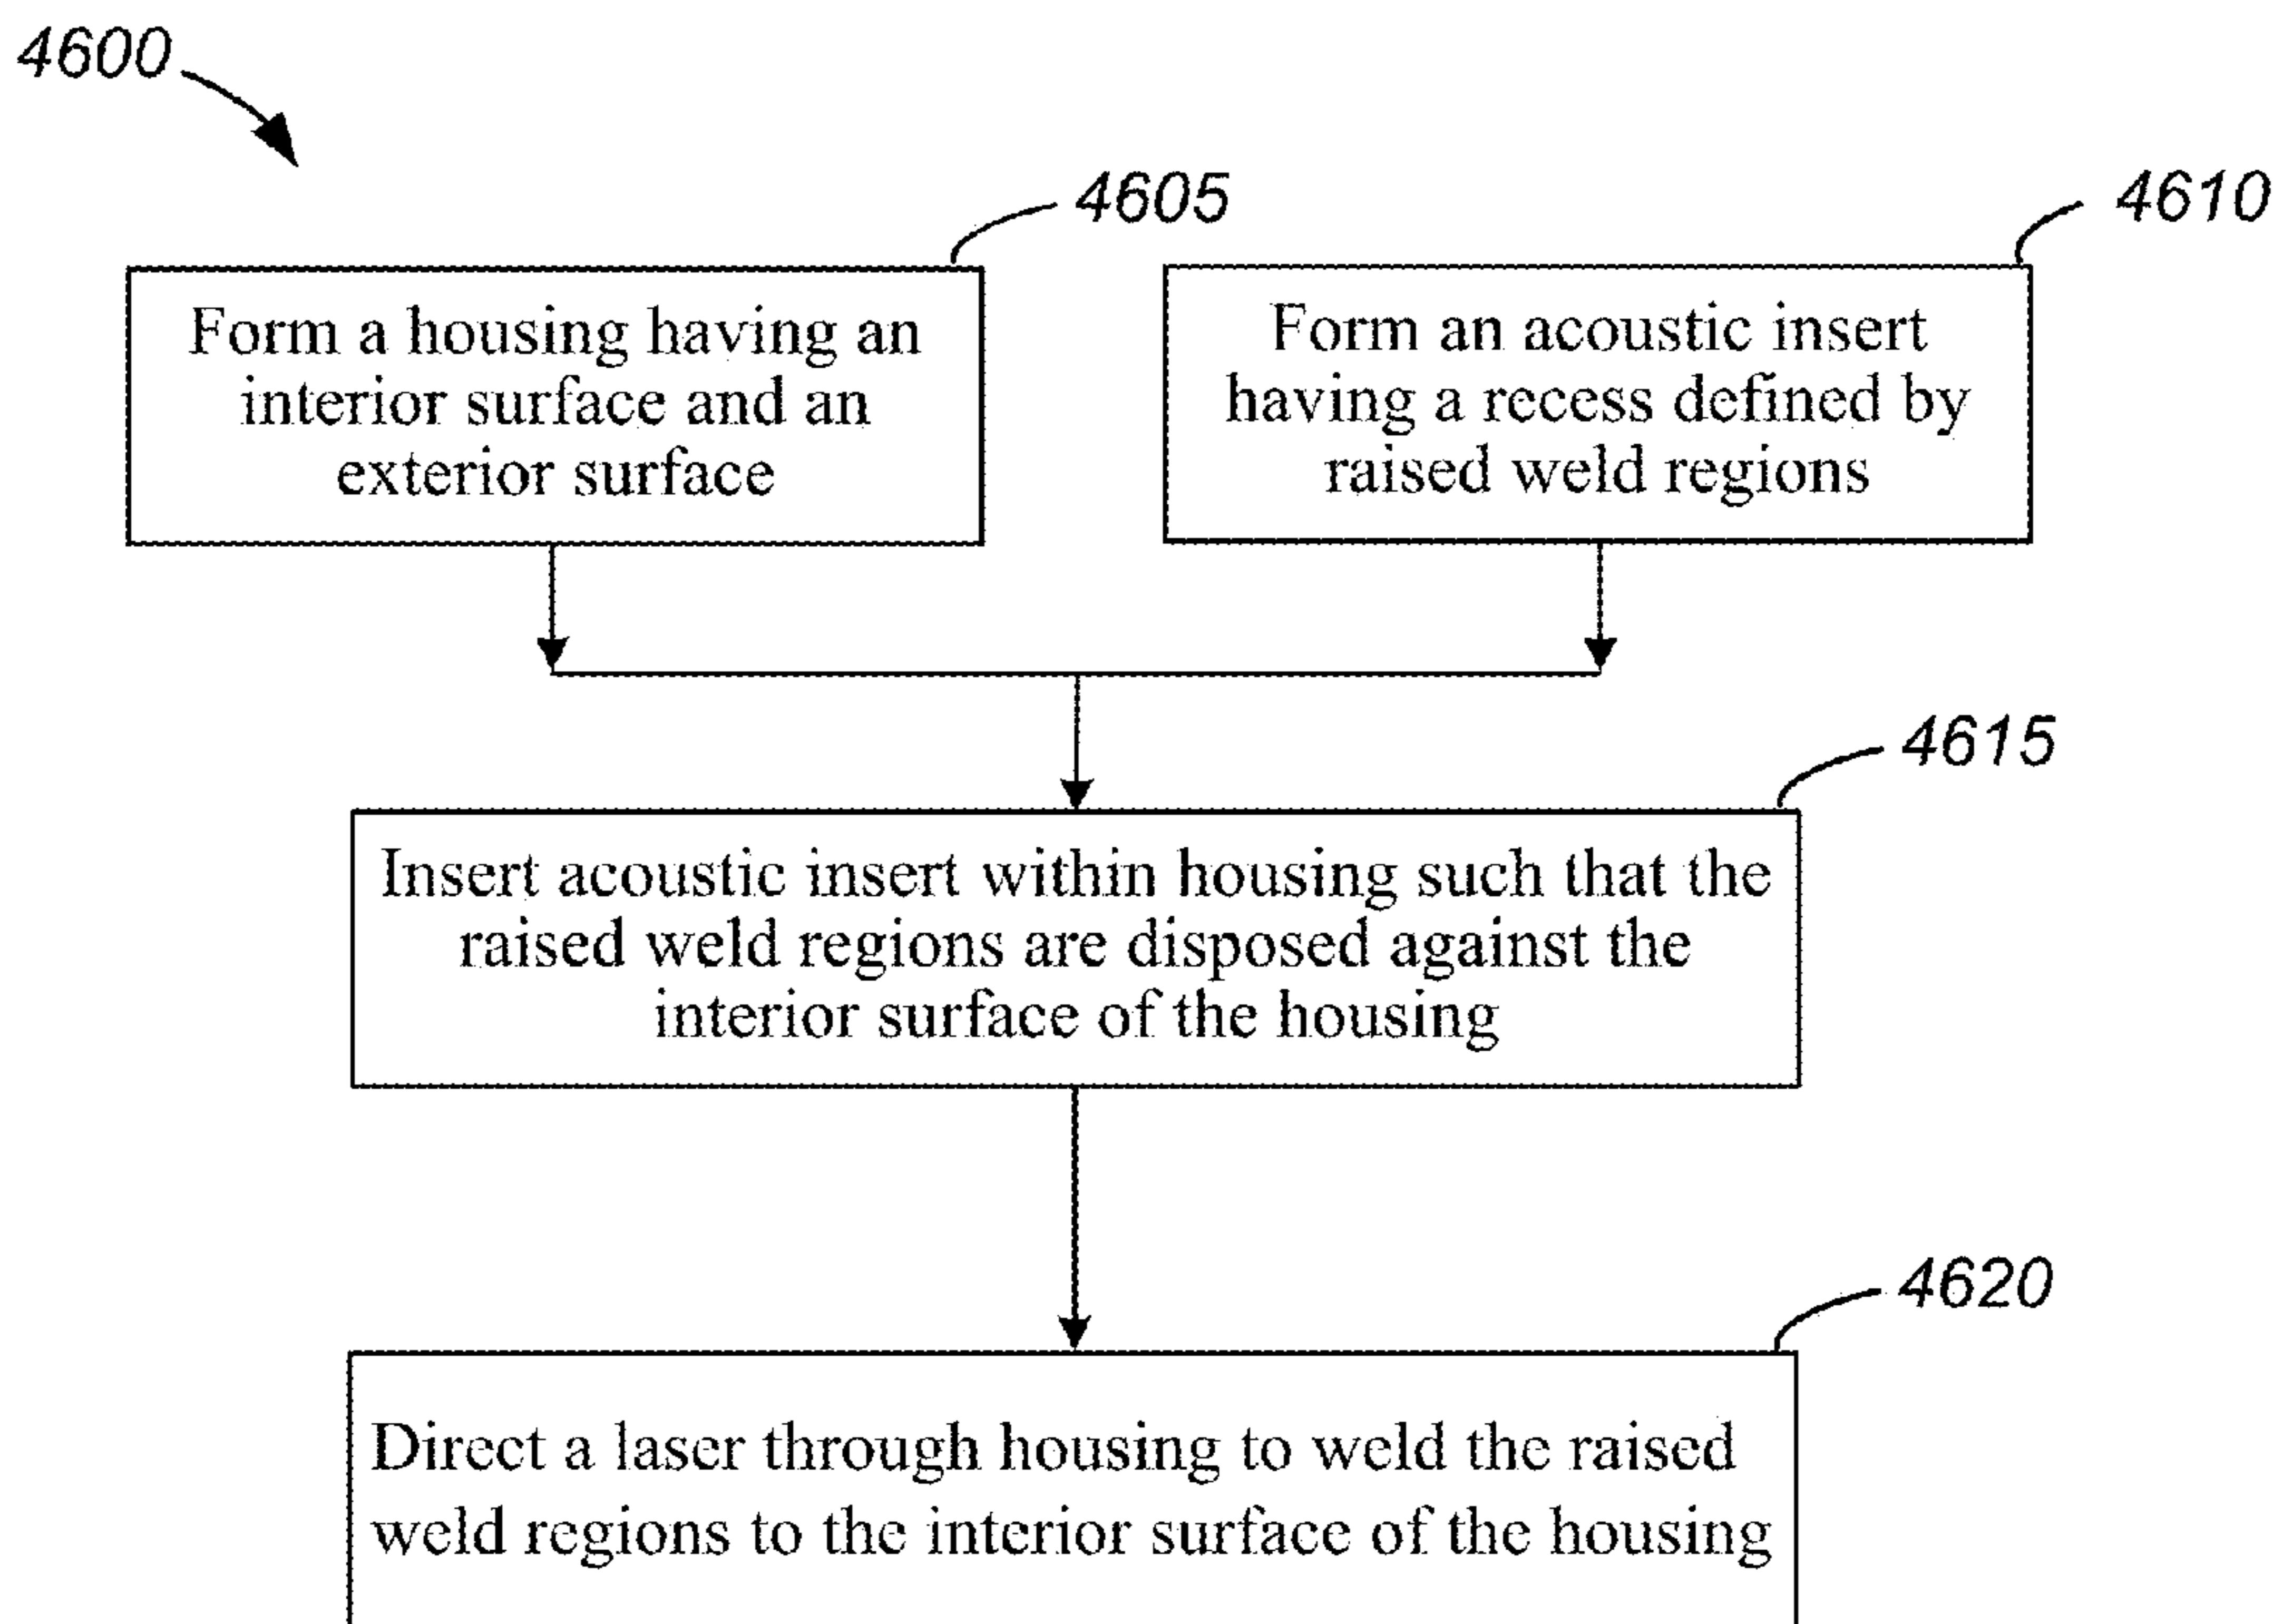 4600
4605
4610
Form a housing having an
interior surface and an
exterior surface
Form an acoustic insert
having a recess defined by
raised weld regions
4615
Insert acoustic insert within housing such that the
raised weld regions are disposed against the
interior surface of the housing
4620
Direct a laser through housing to weld the raised
weld regions to the interior surface of the housing